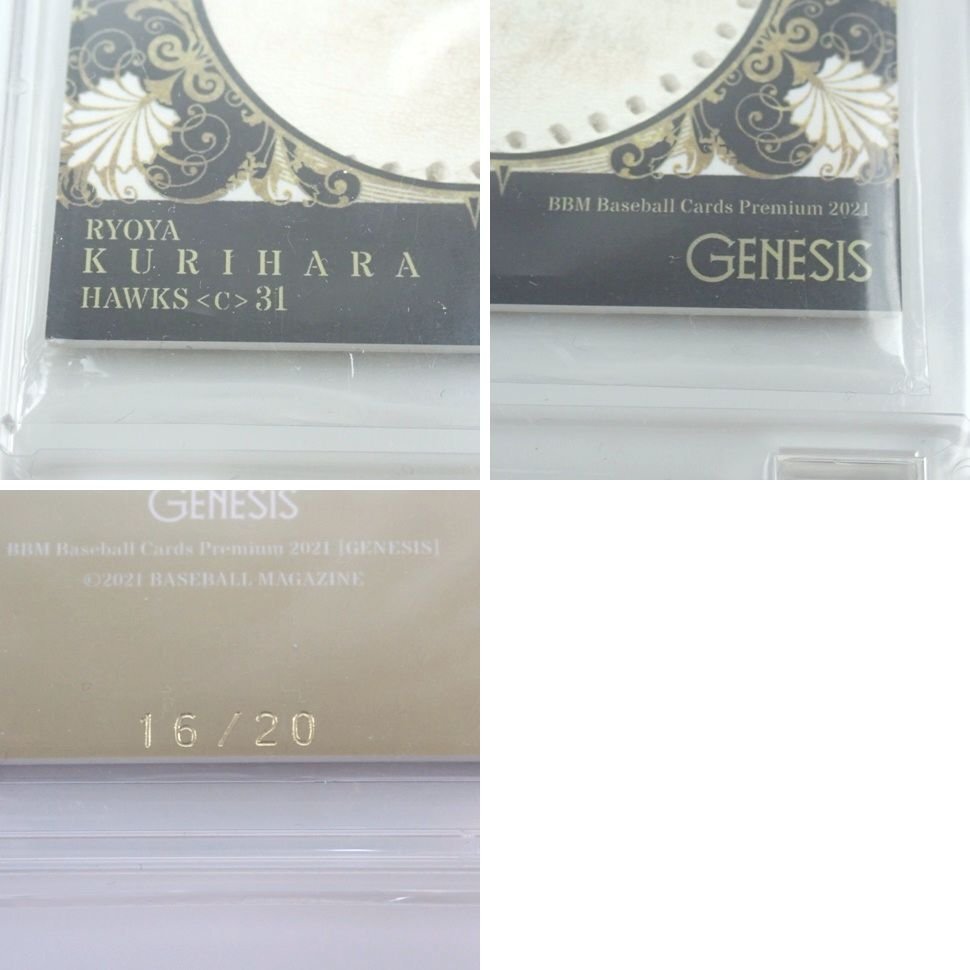 RYOYA
KURIHARA
HAWKS <C> 31
BBM Baseball Cards Premium 2021
GENESIS
GENESIS
BBM Baseball Cards Premium 2021 [GENESIS]
©2021 BASEBALL MAGAZINE
16/20